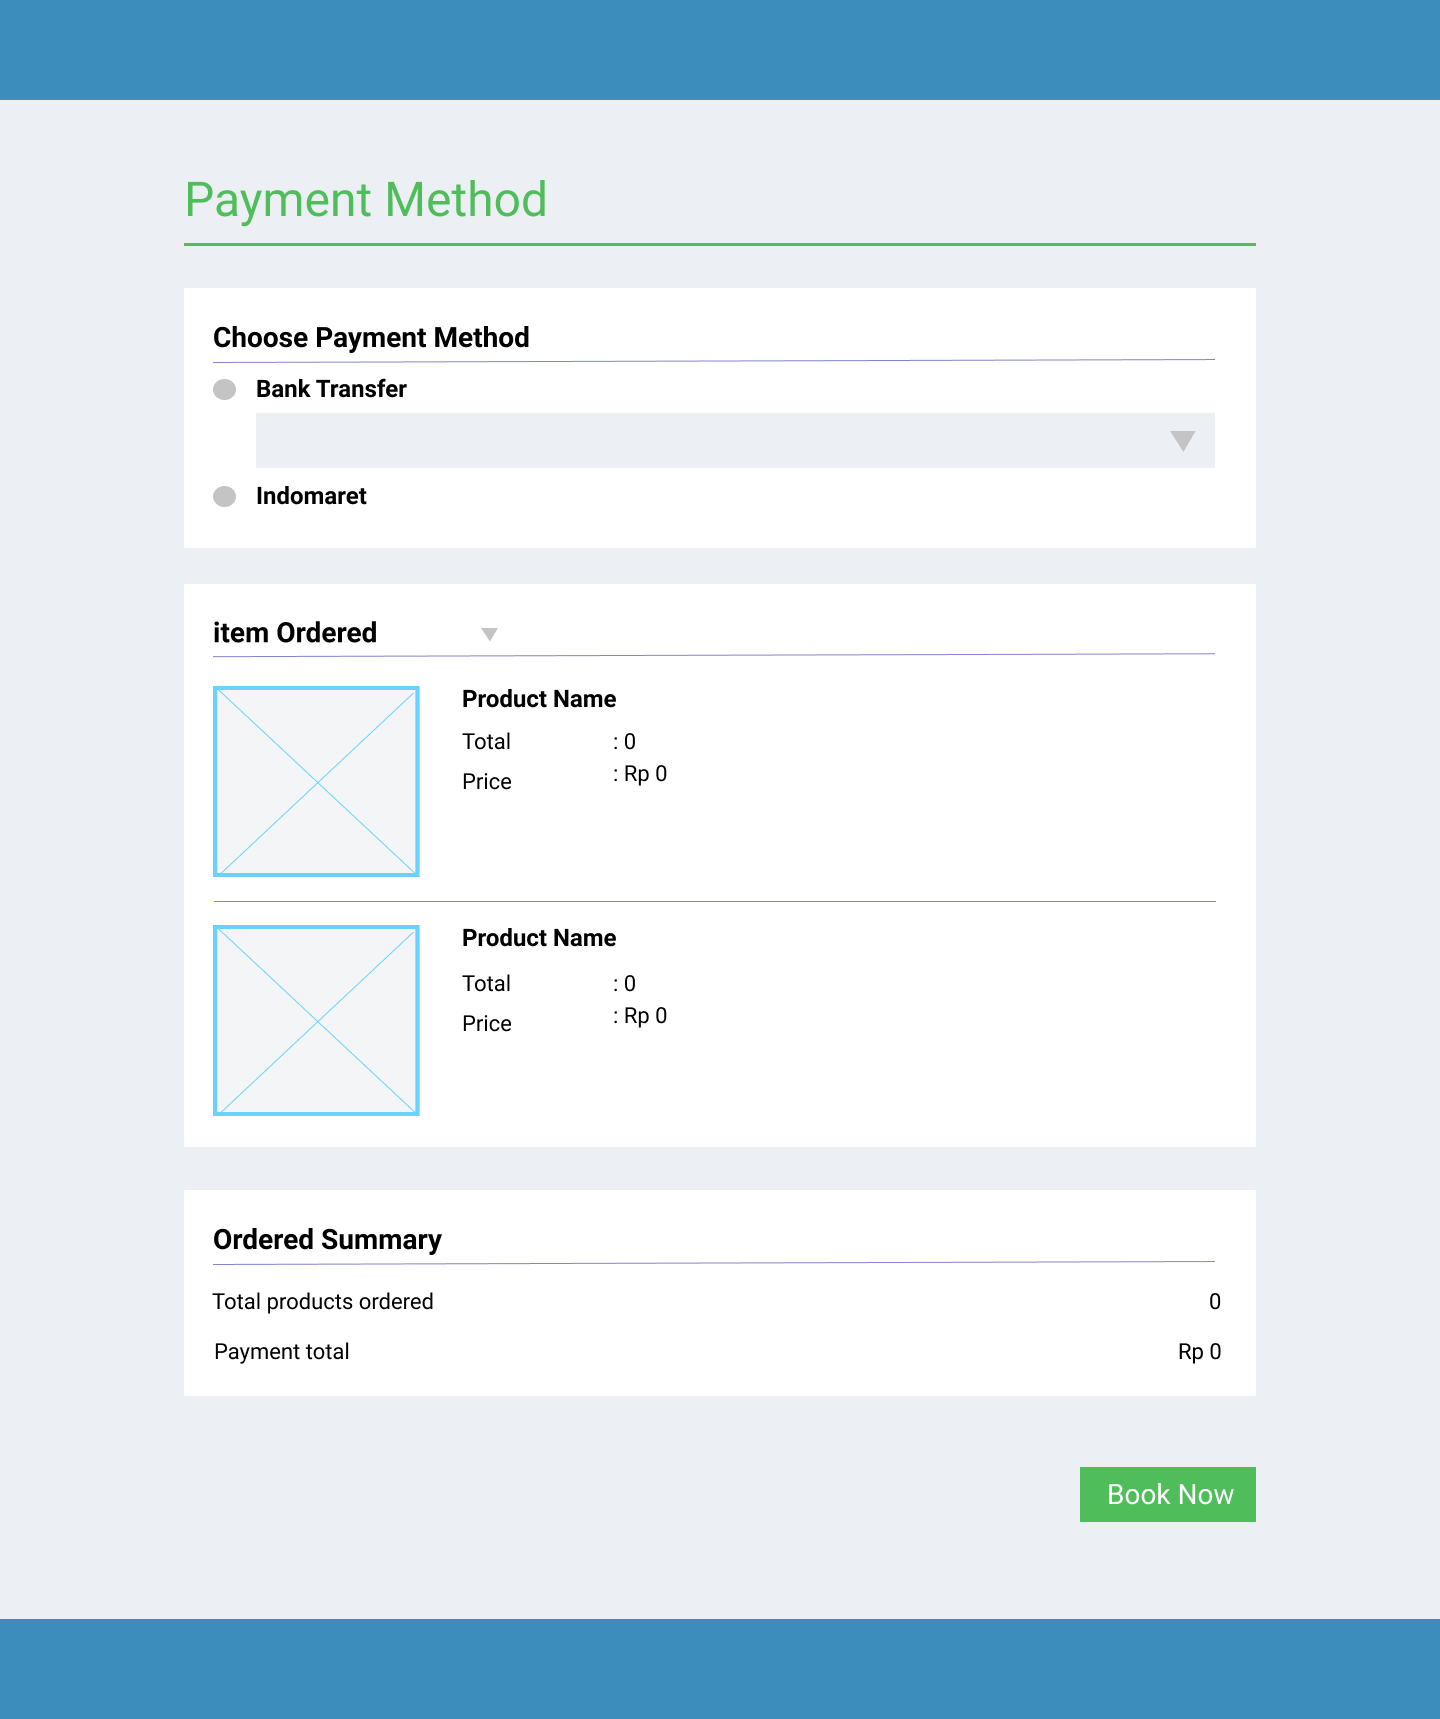 Payment Method
Choose Payment Method
Bank Transfer
Indomaret
item Ordered
Product Name
Total : 0
Price : Rp 0
Product Name
Total : 0
Price : Rp 0
Ordered Summary
Total products ordered 0
Payment total Rp 0
Book Now